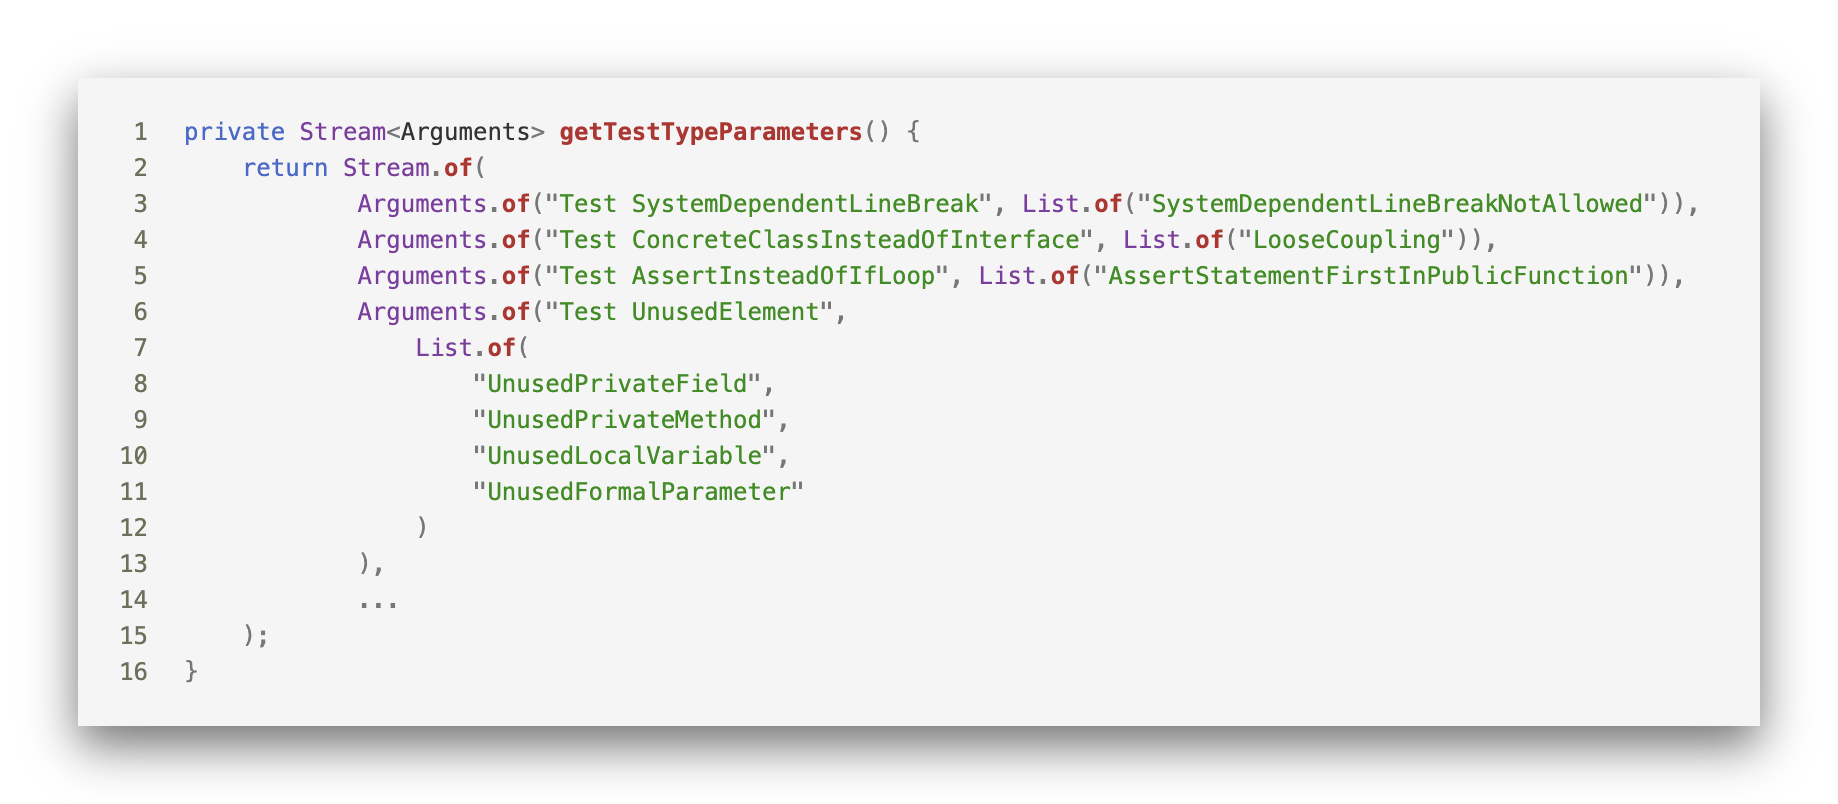 1 private Stream<Arguments> getTestTypeParameters() {
2     return Stream.of(
3             Arguments.of("Test SystemDependentLineBreak", List.of("SystemDependentLineBreakNotAllowed")),
4             Arguments.of("Test ConcreteClassInsteadOfInterface", List.of("LooseCoupling")),
5             Arguments.of("Test AssertInsteadOfIfLoop", List.of("AssertStatementFirstInPublicFunction")),
6             Arguments.of("Test UnusedElement",
7                 List.of(
8                     "UnusedPrivateField",
9                     "UnusedPrivateMethod",
10                     "UnusedLocalVariable",
11                     "UnusedFormalParameter"
12                 )
13             ),
14             ...
15     );
16 }